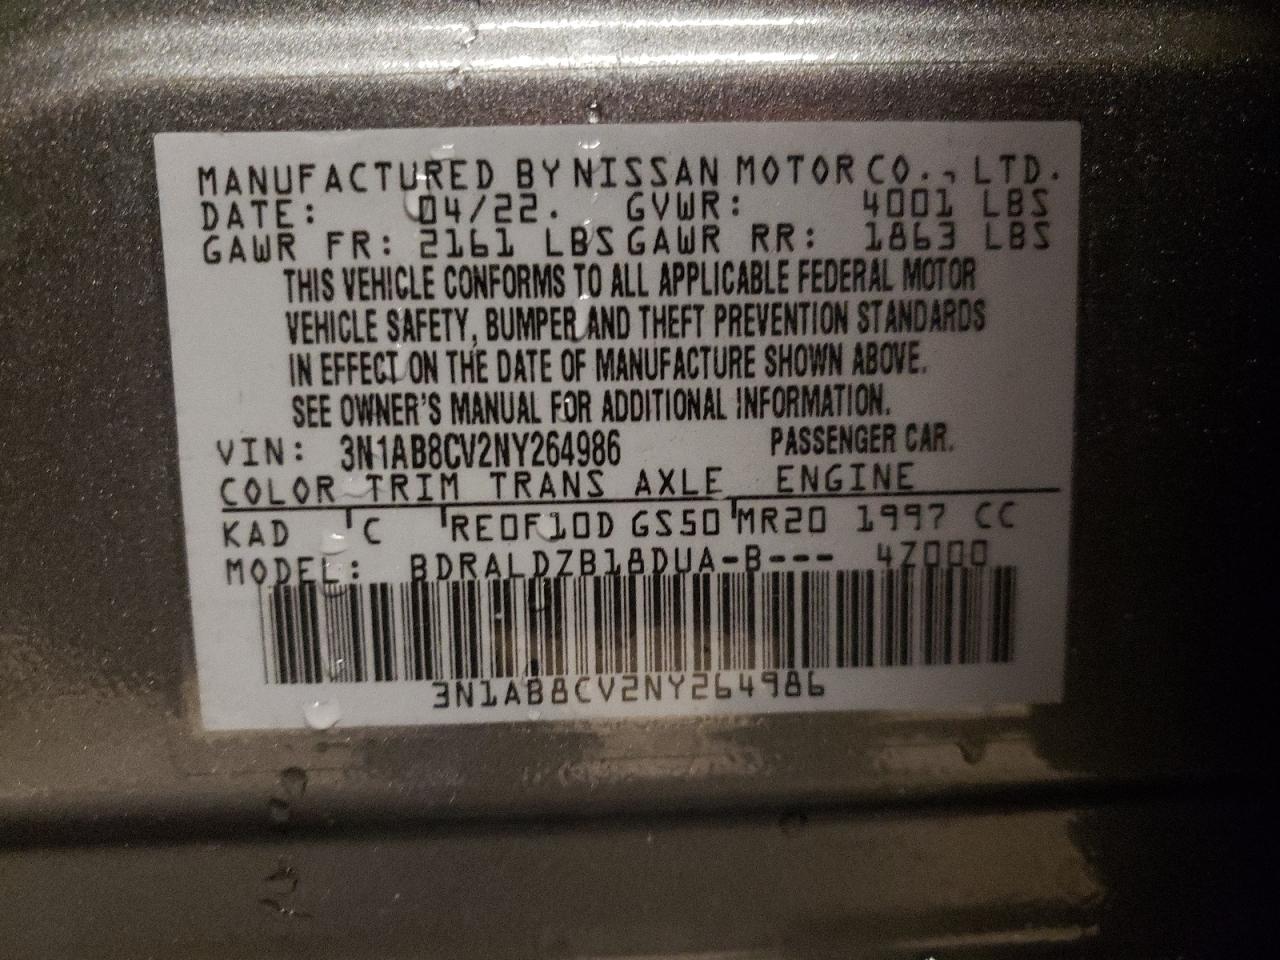 MANUFACTURED BY NISSAN MOTOR CO., LTD.
DATE: 04/22. GVWR: 4001 LBS
GAWR FR: 2161 LBS GAWR RR: 1863 LBS
THIS VEHICLE CONFORMS TO ALL APPLICABLE FEDERAL MOTOR
VEHICLE SAFETY, BUMPER AND THEFT PREVENTION STANDARDS
IN EFFECT ON THE DATE OF MANUFACTURE SHOWN ABOVE.
SEE OWNER'S MANUAL FOR ADDITIONAL INFORMATION.
VIN: 3N1AB8CV2NY264986 PASSENGER CAR.
COLOR TRIM TRANS AXLE ENGINE
KAD C RE0F10D GS50 MR20 1997 CC
MODEL: BDRALDZB18DUA-B--- 4Z000
3N1AB8CV2NY264986